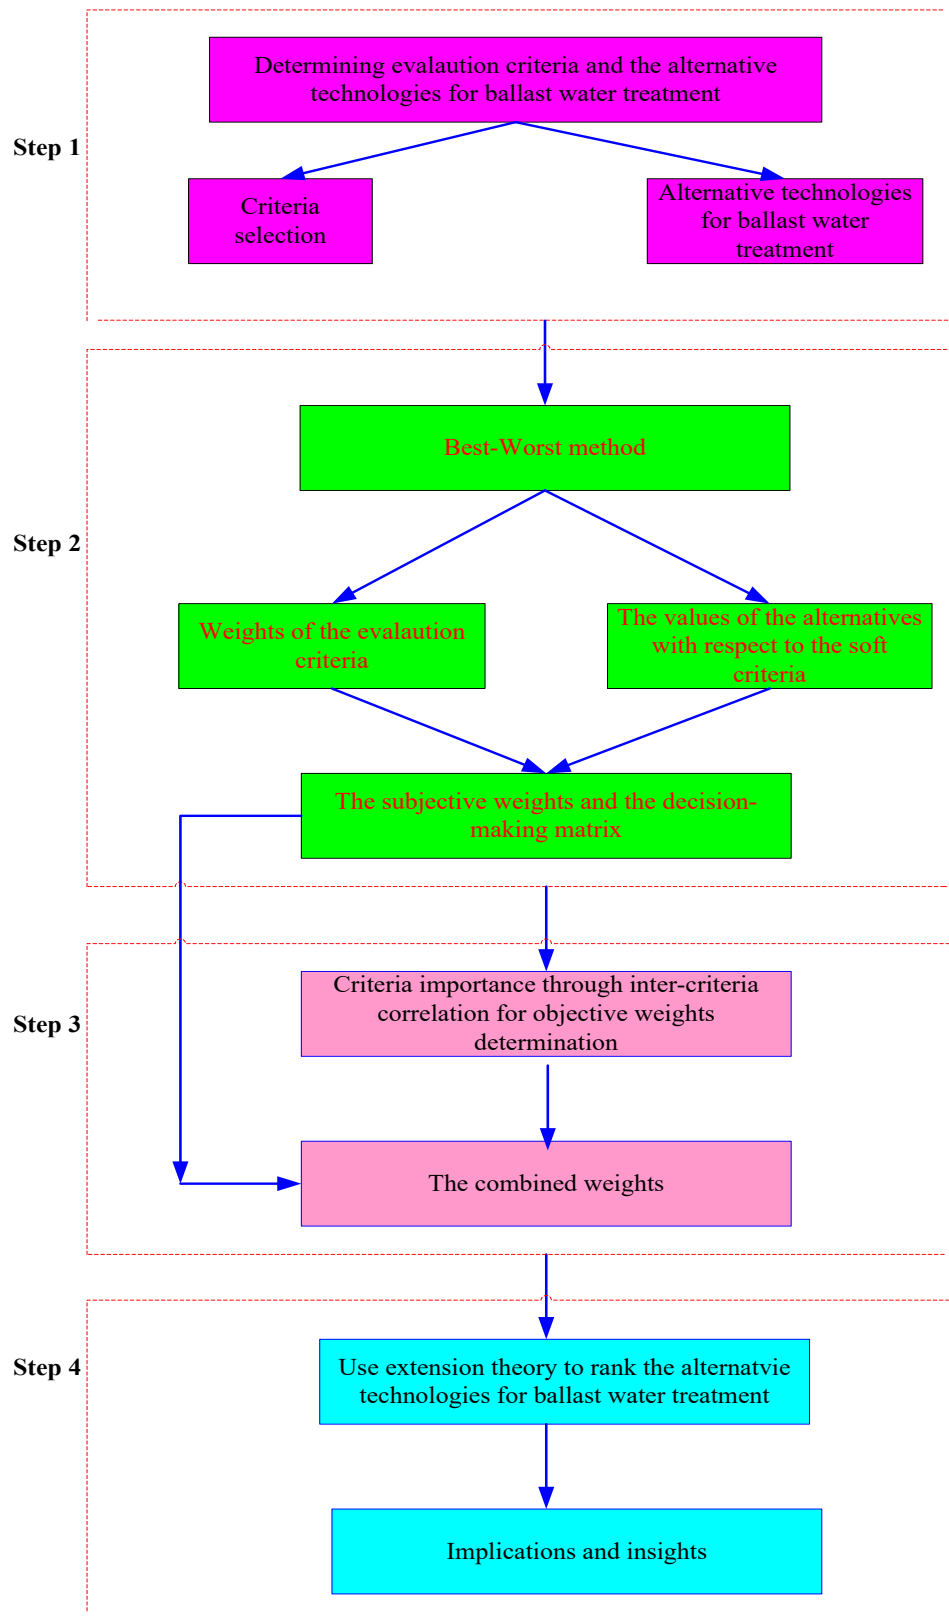 Determining evalaution criteria and the alternative
technologies for ballast water treatment
Step 1
Criteria
selection
Alternative technologies
for ballast water
treatment
Best-Worst method
Step 2
Weights of the evalaution
criteria
The values of the alternatives
with respect to the soft
criteria
The subjective weights and the decision-
making matrix
Step 3
Criteria importance through inter-criteria
correlation for objective weights
determination
The combined weights
Step 4
Use extension theory to rank the alternatvie
technologies for ballast water treatment
Implications and insights